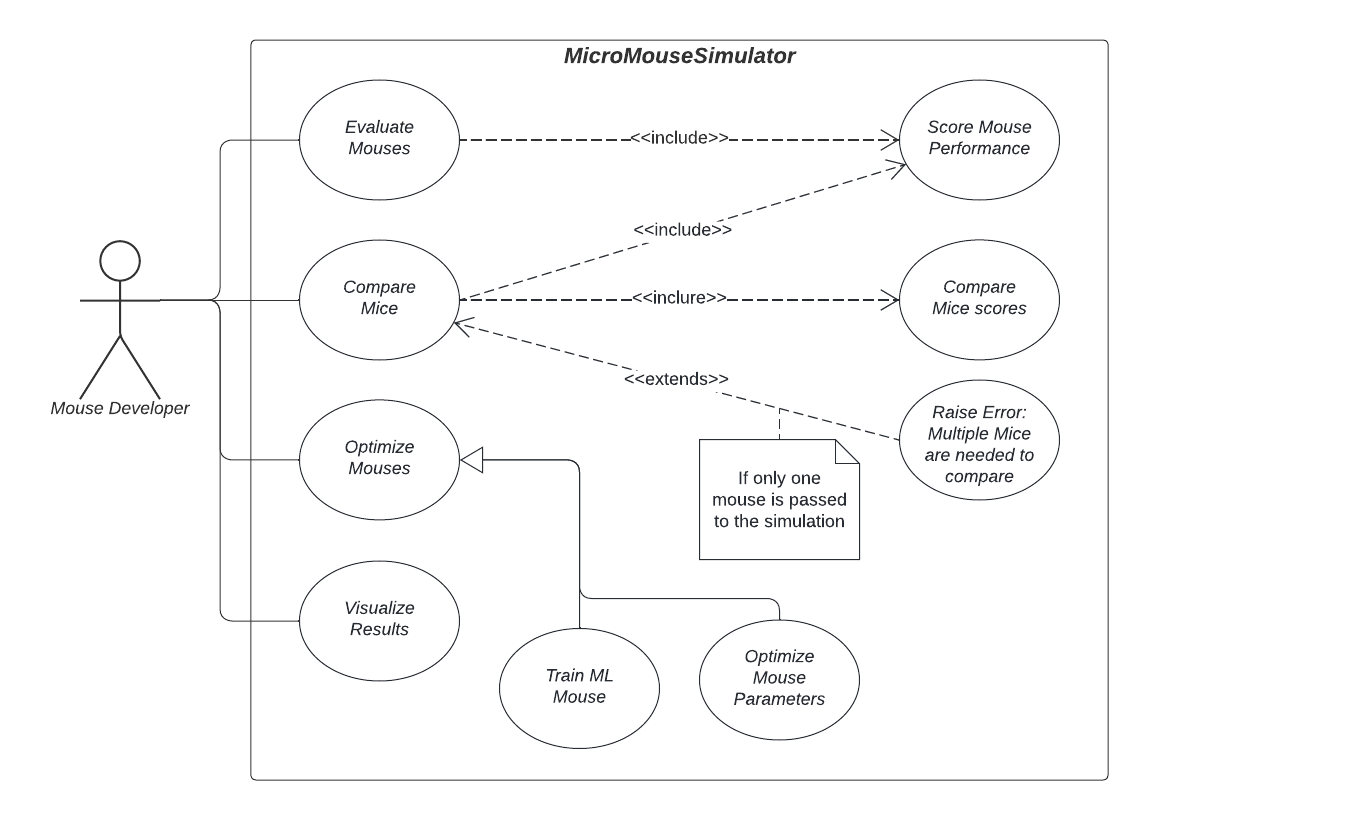 MicroMouseSimulator
Evaluate
Mouses
<<include>>
Score Mouse
Performance
<<include>>
Compare
Mice
<<inclure>>
Compare
Mice scores
<<extends>>
Mouse Developer
Raise Error:
Multiple Mice
are needed to
compare
Optimize
Mouses
If only one
mouse is passed
to the simulation
Visualize
Results
Train ML
Mouse
Optimize
Mouse
Parameters